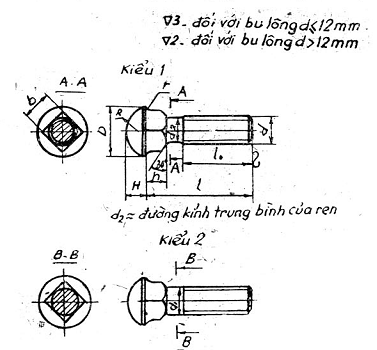 ∇3- đối với bu lông d≤12mm
∇2- đối với bu lông d>12mm
Kiểu 1
A-A
r
A
b
D
R
d2
d
A
l0
h
H
l
d2 ≈ đường kính trung bình của ren
Kiểu 2
B-B
B
d
B